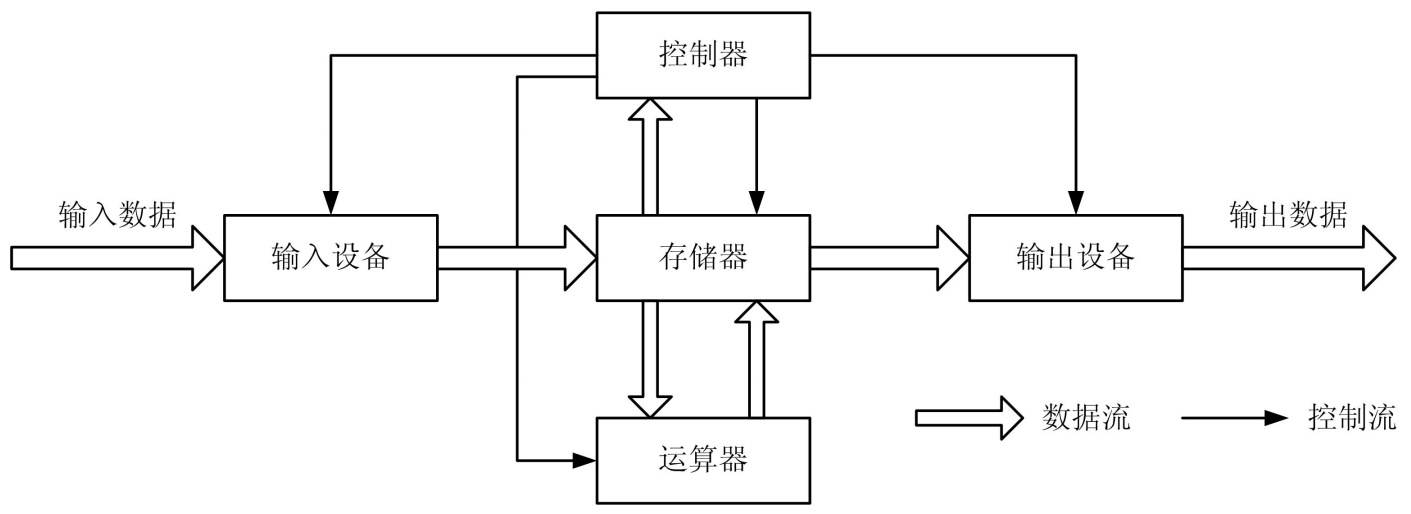 控制器
输入数据
输入设备
存储器
输出设备
输出数据
运算器
数据流
控制流